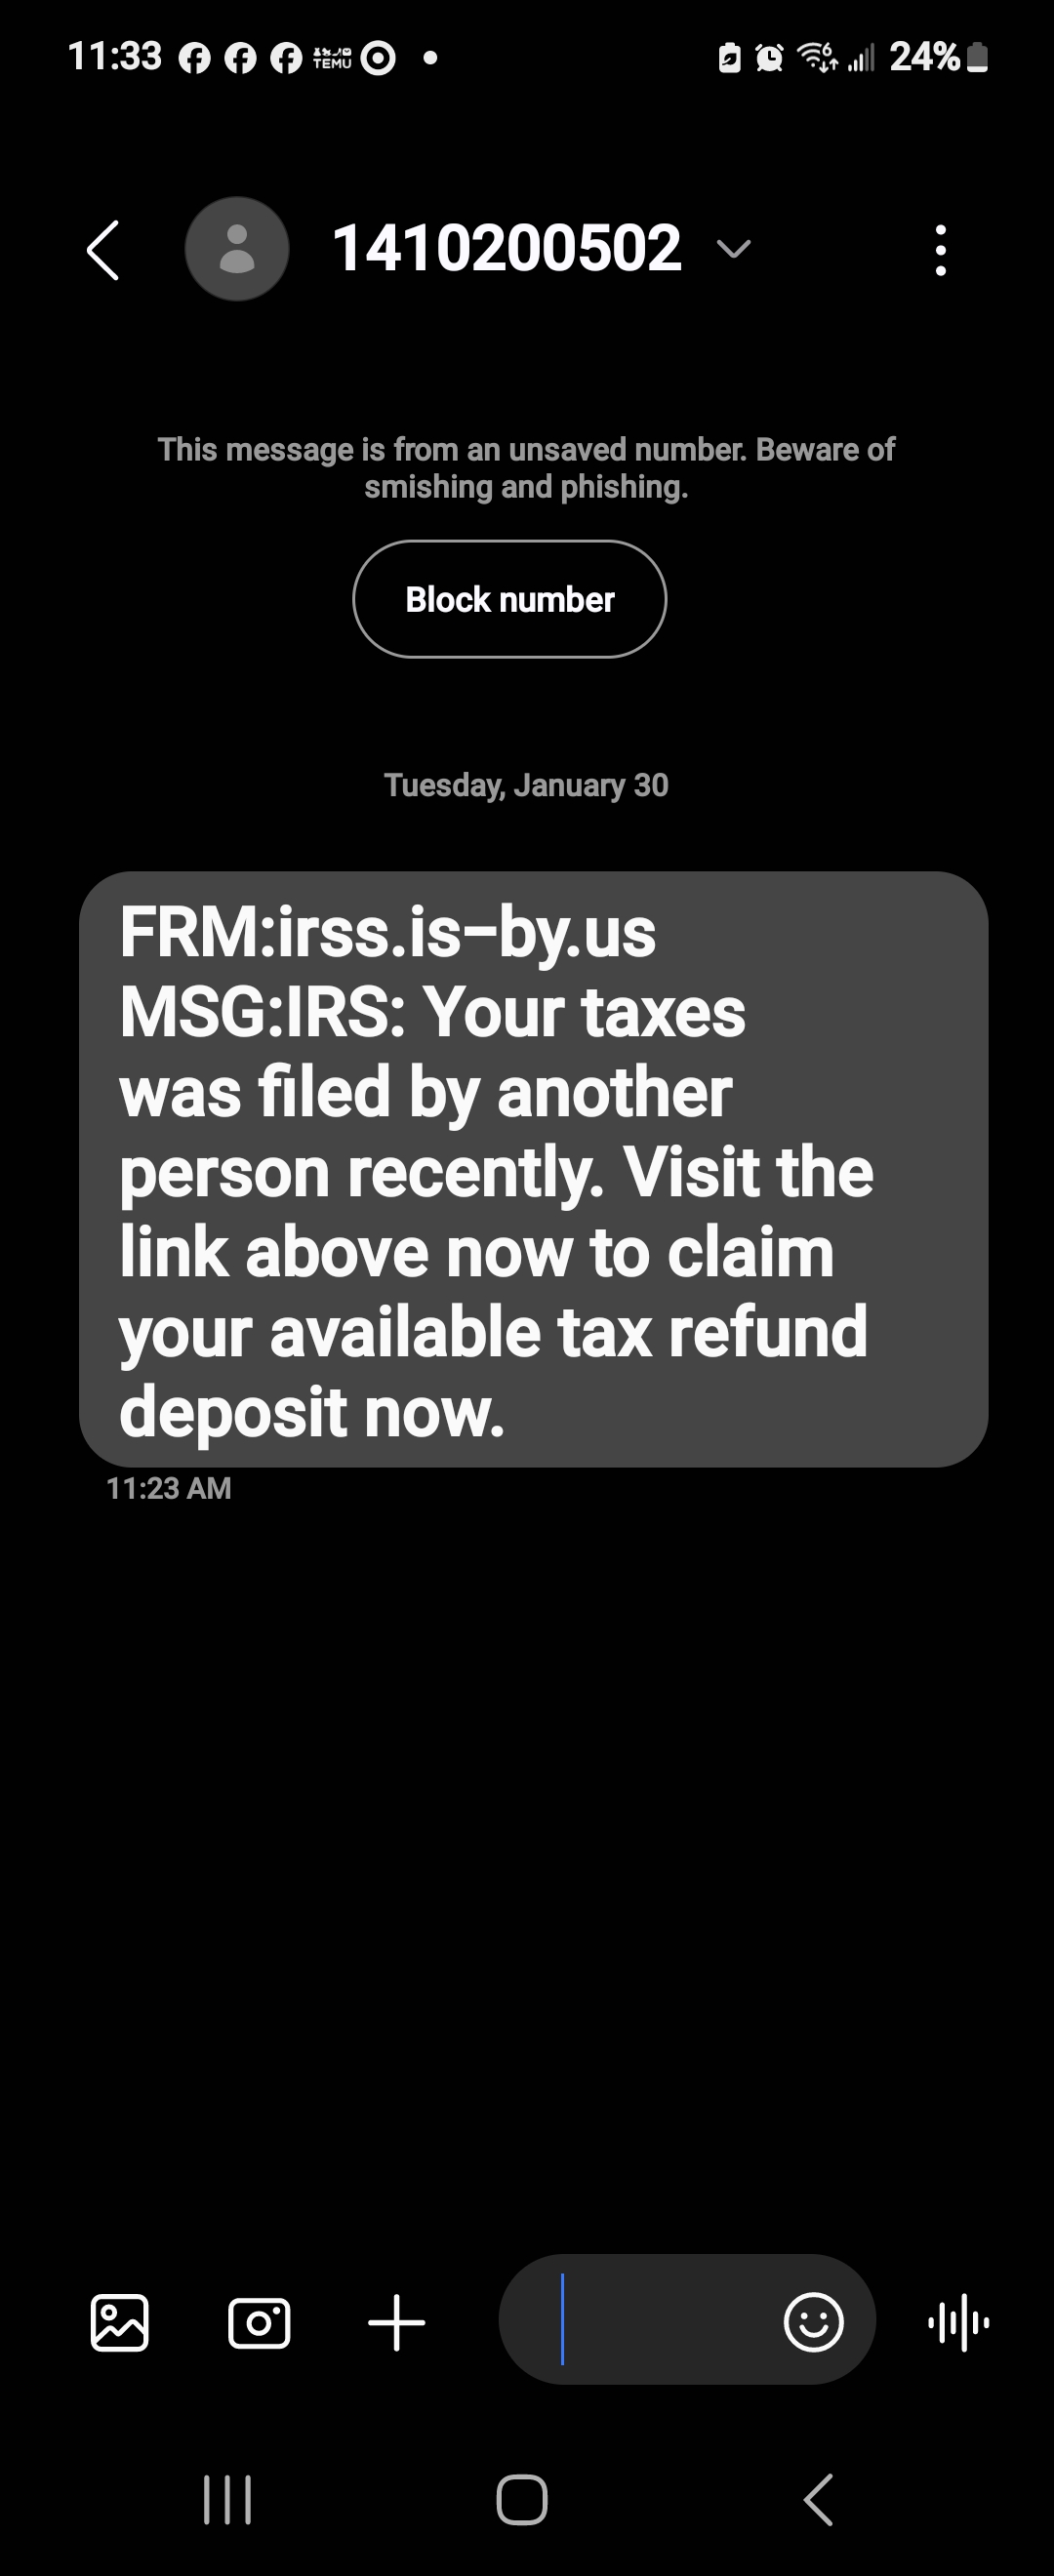 11:33 TEMU 6 24%
1410200502
This message is from an unsaved number. Beware of
smishing and phishing.
Block number
Tuesday, January 30
FRM:irss.is-by.us
MSG:IRS: Your taxes
was filed by another
person recently. Visit the
link above now to claim
your available tax refund
deposit now.
11:23 AM